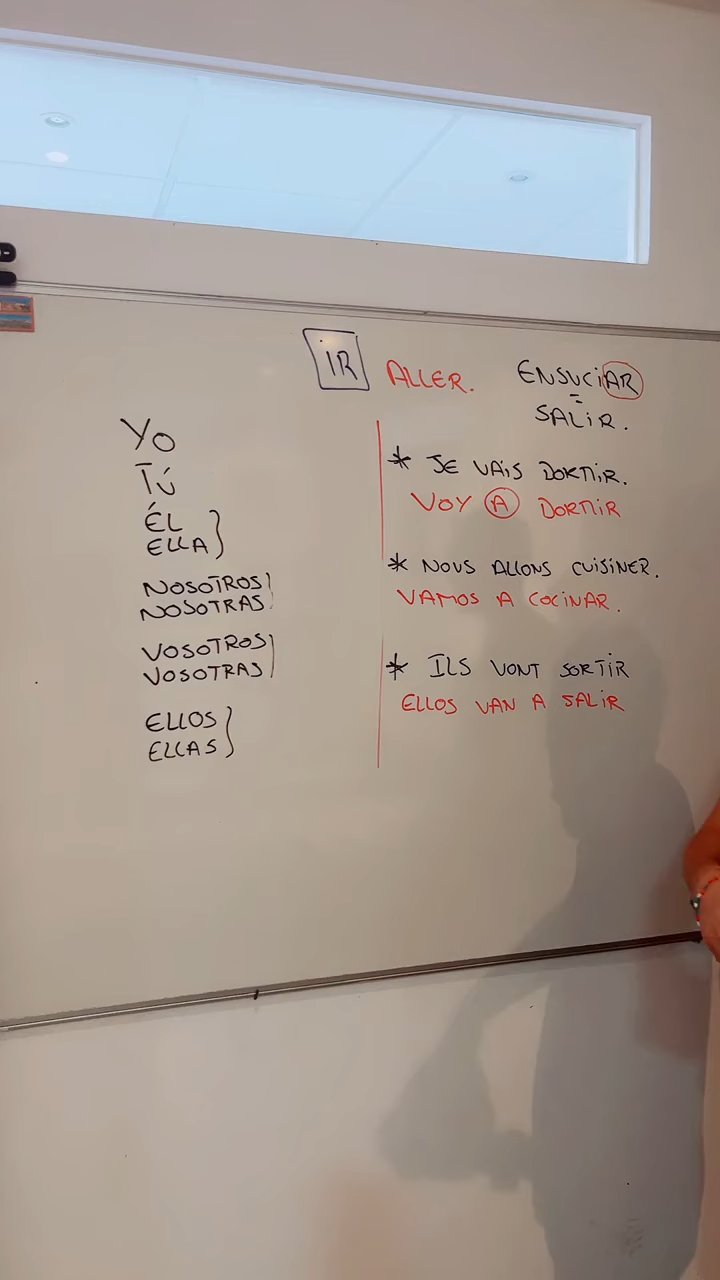 IR ALLER. ENSUCIAR
=
SALIR.
YO
TÚ
ÉL
ELLA
NOSOTROS
NOSOTRAS
VOSOTROS
VOSOTRAS
ELLOS
ELLAS
* JE VAIS DORMIR.
VOY A DORMIR
* NOUS ALLONS CUISINER.
VAMOS A COCINAR.
* ILS VONT SORTIR
ELLOS VAN A SALIR